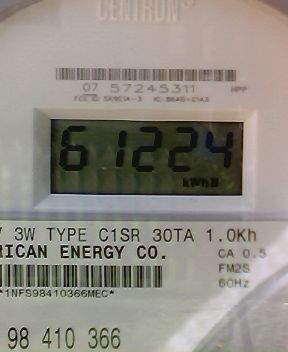 CENTRON
07 57245311 HPP
61224
kWh
V 3W TYPE C1SR 30TA 1.0Kh
RICAN ENERGY CO. CA 0.5
FM2S
60Hz
*1NFS98410366MEC*
98 410 366